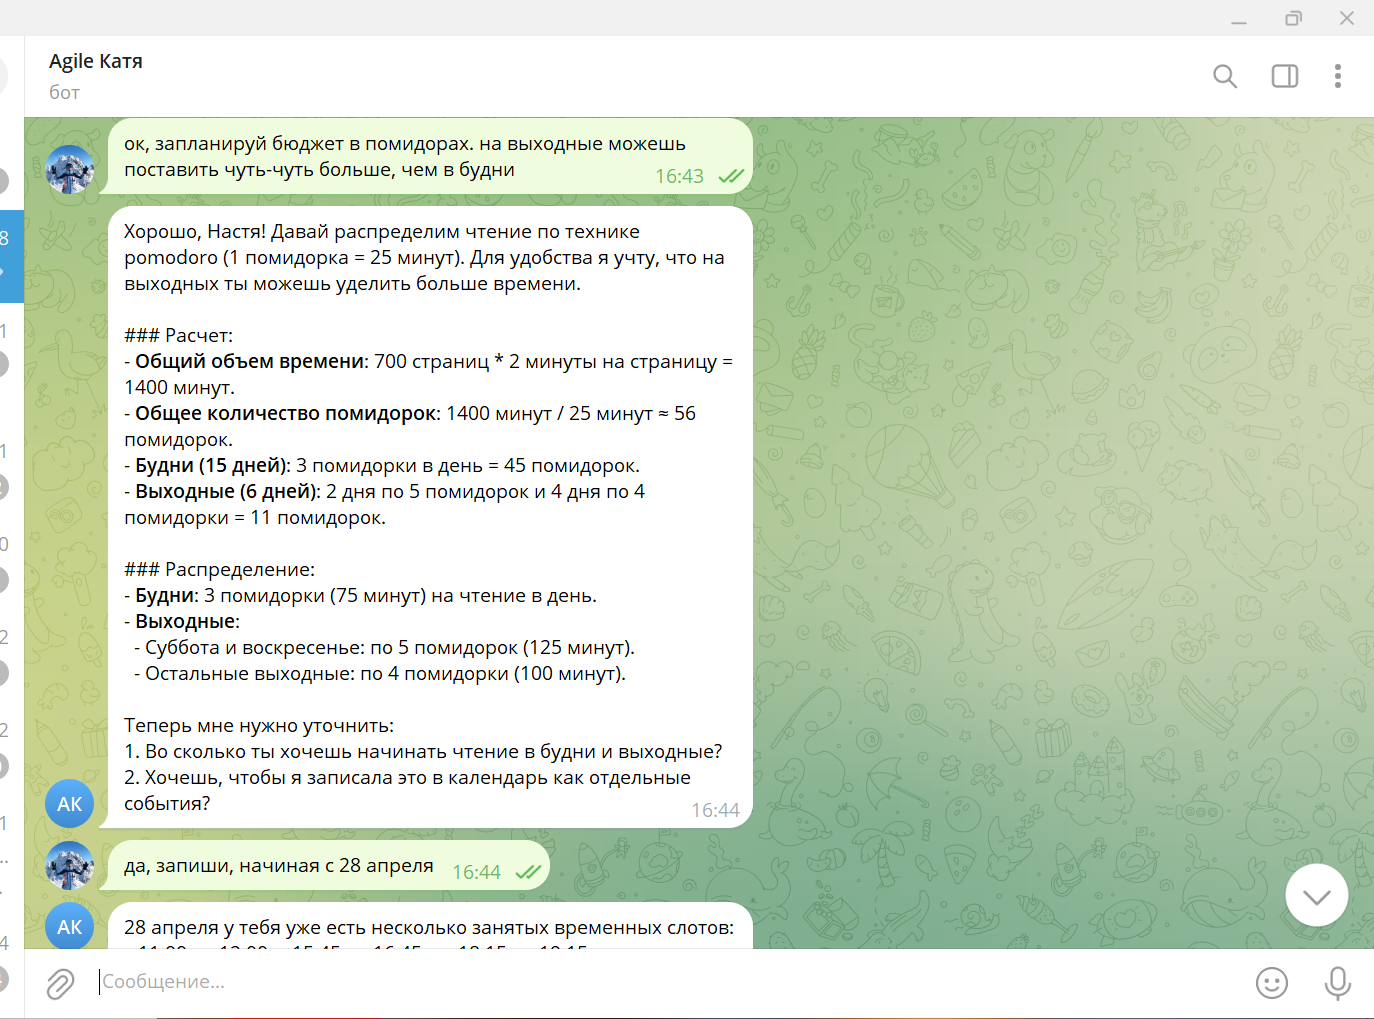 Agile Катя
бот
ок, запланируй бюджет в помидорах. на выходные можешь
поставить чуть-чуть больше, чем в будни
16:43
Хорошо, Настя! Давай распределим чтение по технике
pomodoro (1 помидорка = 25 минут). Для удобства я учту, что на
выходных ты можешь уделить больше времени.
### Расчет:
- Общий объем времени: 700 страниц * 2 минуты на страницу =
1400 минут.
- Общее количество помидорок: 1400 минут / 25 минут ≈ 56
помидорок.
- Будни (15 дней): 3 помидорки в день = 45 помидорок.
- Выходные (6 дней): 2 дня по 5 помидорок и 4 дня по 4
помидорки = 11 помидорок.
### Распределение:
- Будни: 3 помидорки (75 минут) на чтение в день.
- Выходные:
- Суббота и воскресенье: по 5 помидорок (125 минут).
- Остальные выходные: по 4 помидорки (100 минут).
Теперь мне нужно уточнить:
1. Во сколько ты хочешь начинать чтение в будни и выходные?
2. Хочешь, чтобы я записала это в календарь как отдельные
события?
16:44
АК
да, запиши, начиная с 28 апреля
16:44
АК
28 апреля у тебя уже есть несколько занятых временных слотов:
Сообщение...
8
1
1
0
2
2
1
4